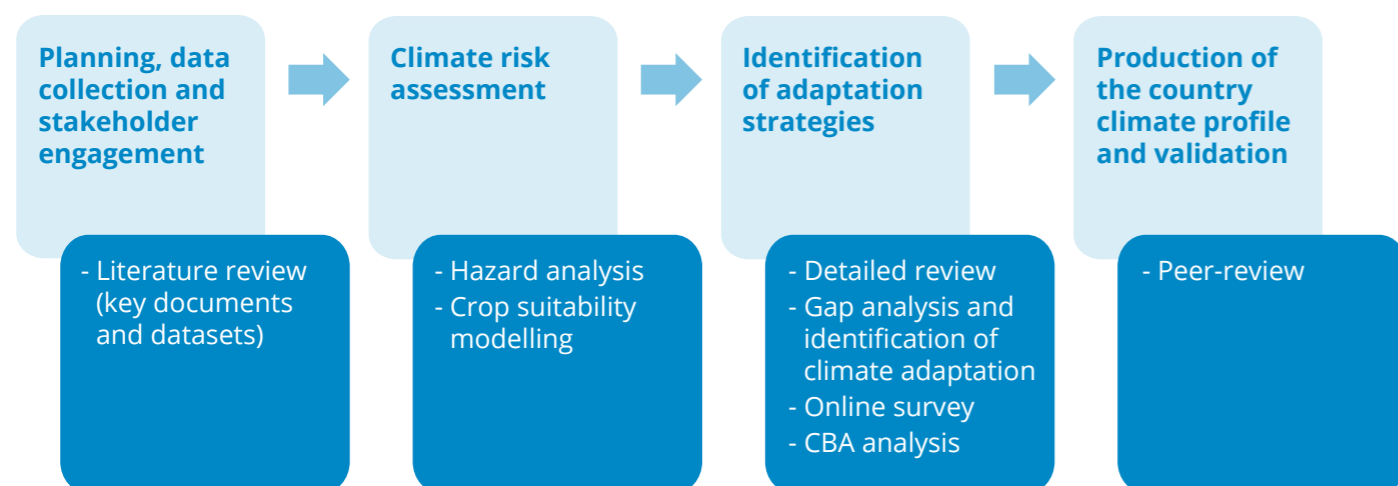 Planning, data
collection and
stakeholder
engagement
- Literature review
(key documents
and datasets)
Climate risk
assessment
- Hazard analysis
- Crop suitability
modelling
Identification
of adaptation
strategies
- Detailed review
- Gap analysis and
identification of
climate adaptation
- Online survey
- CBA analysis
Production of
the country
climate profile
and validation
- Peer-review